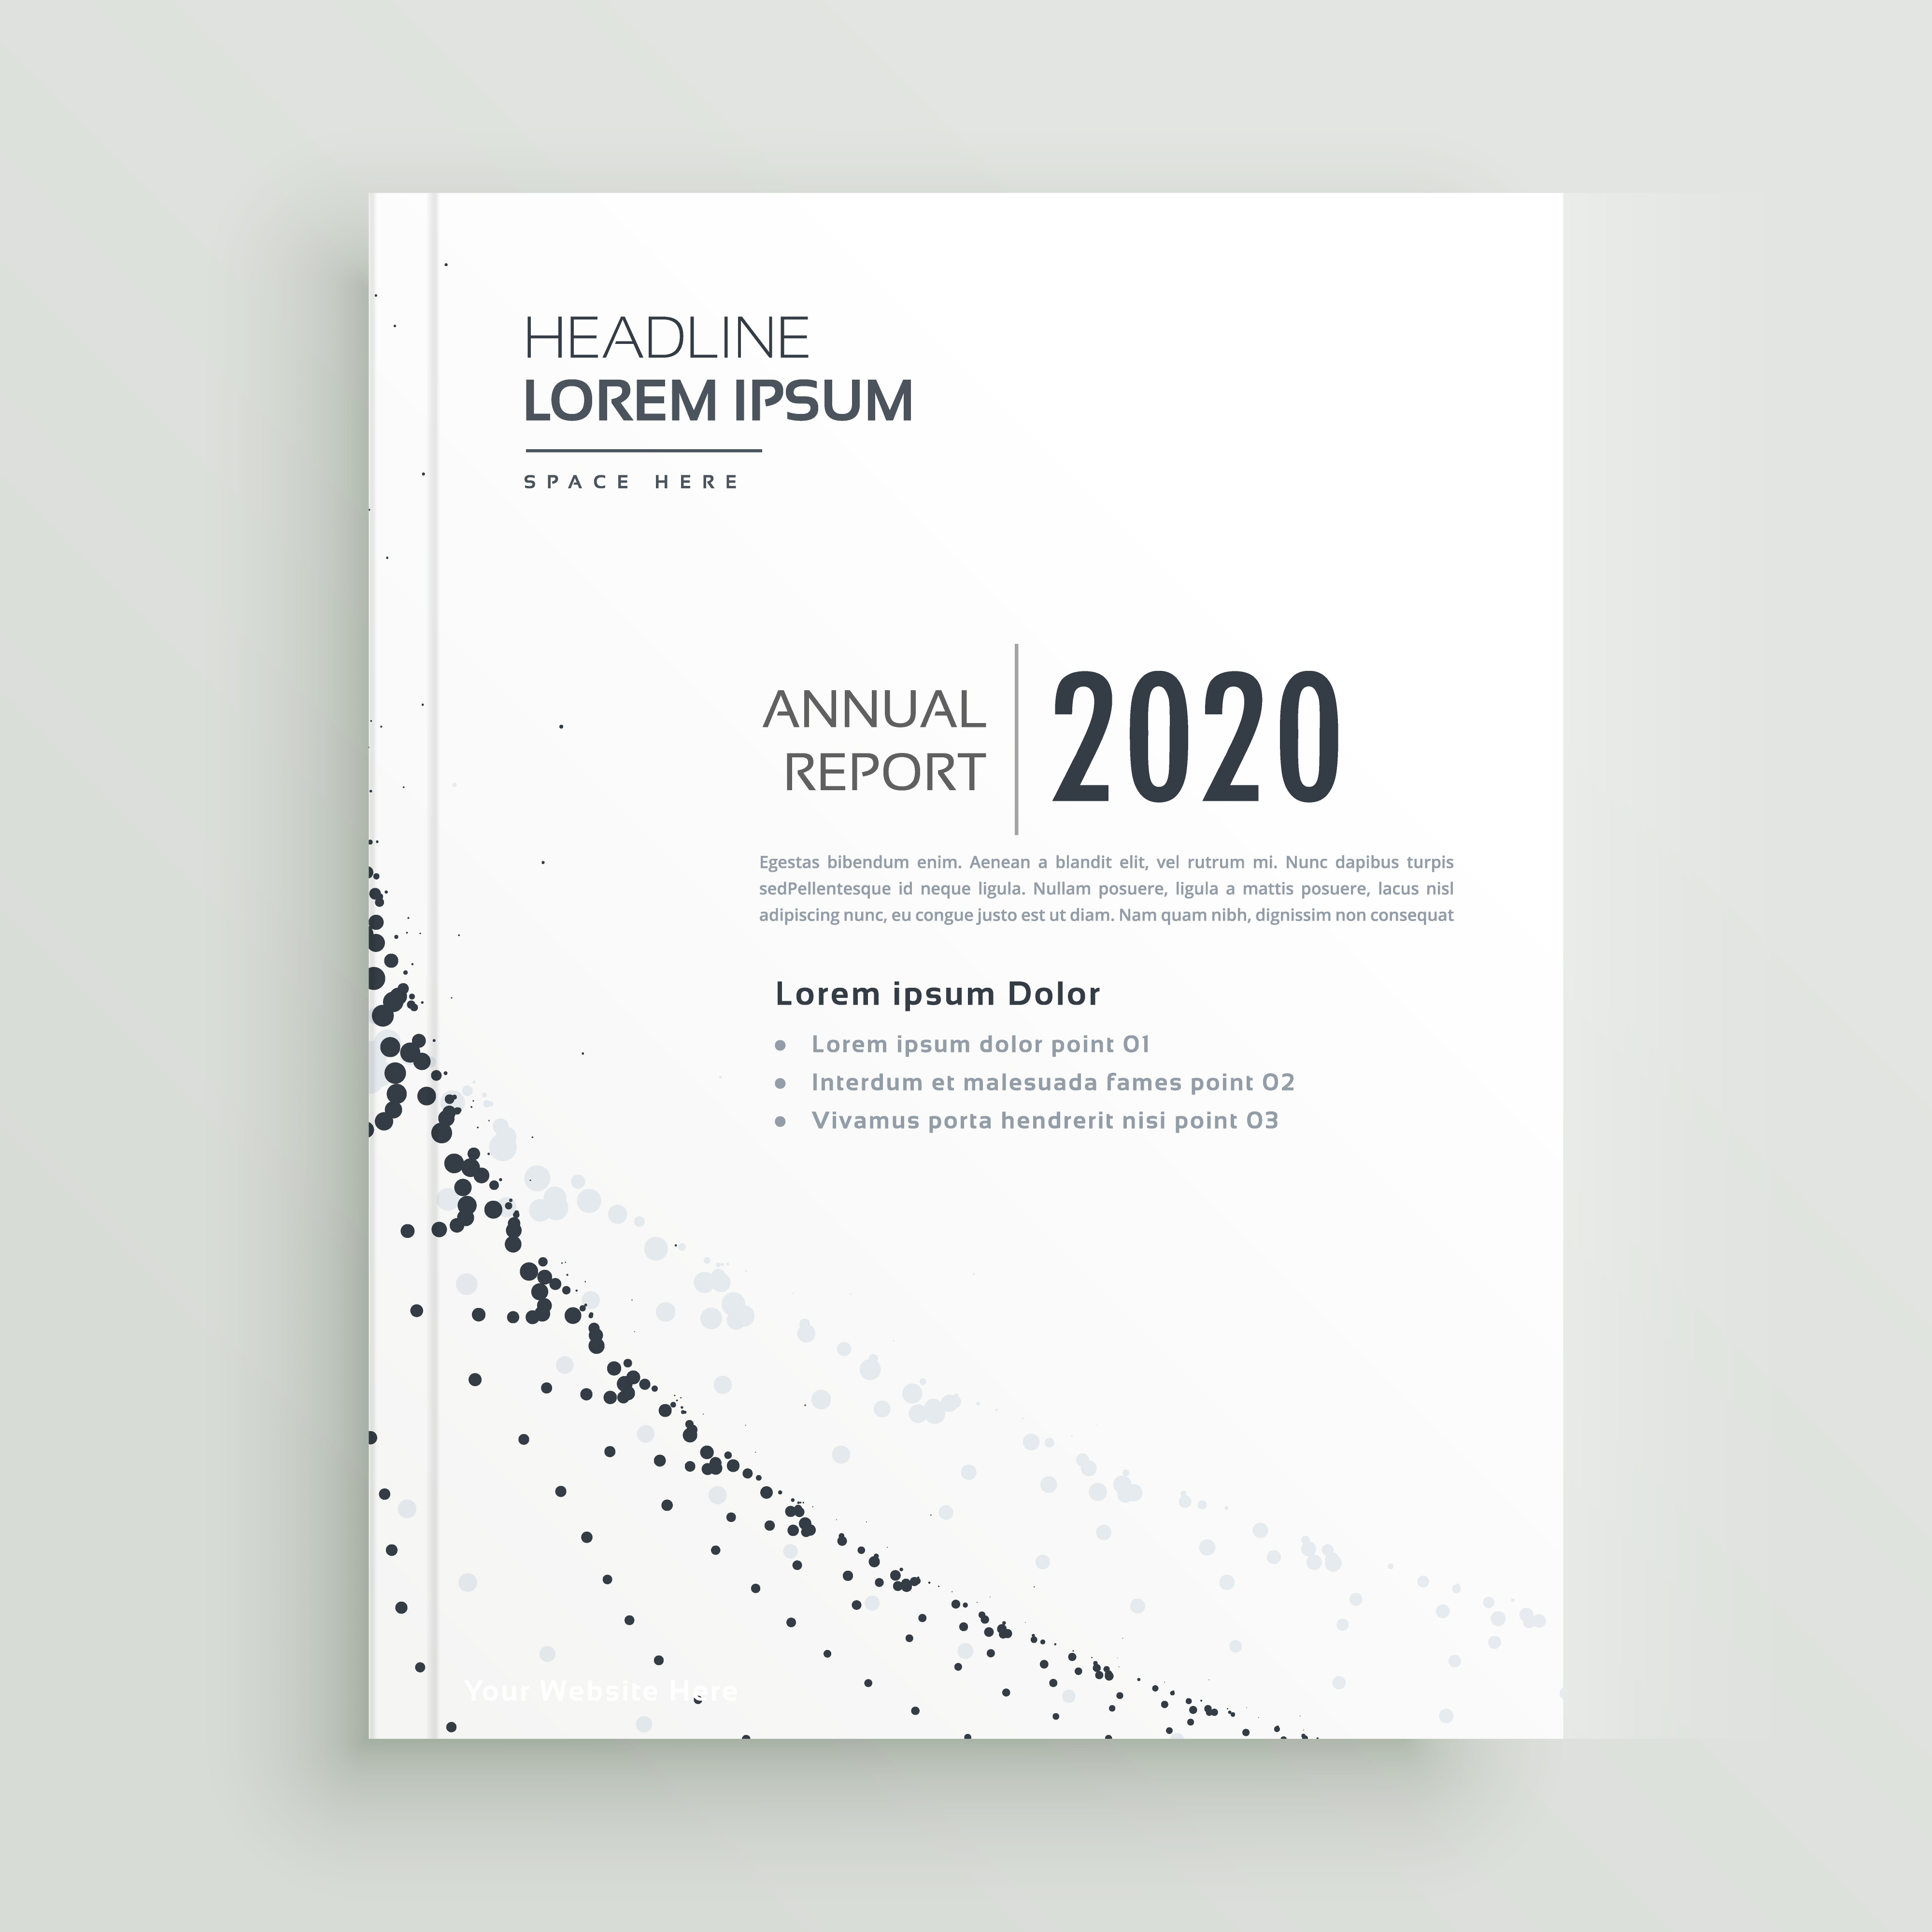 HEADLINE
LOREM IPSUM
SPACE HERE
ANNUAL
REPORT
2020
Egestas bibendum enim. Aenean a blandit elit, vel rutrum mi. Nunc dapibus turpis
sedPellentesque id neque ligula. Nullam posuere, ligula a mattis posuere, lacus nisl
adipiscing nunc, eu congue justo est ut diam. Nam quam nibh, dignissim non consequat
Lorem ipsum Dolor
• Lorem ipsum dolor point 01
• Interdum et malesuada fames point 02
• Vivamus porta hendrerit nisi point 03
Your Website Here